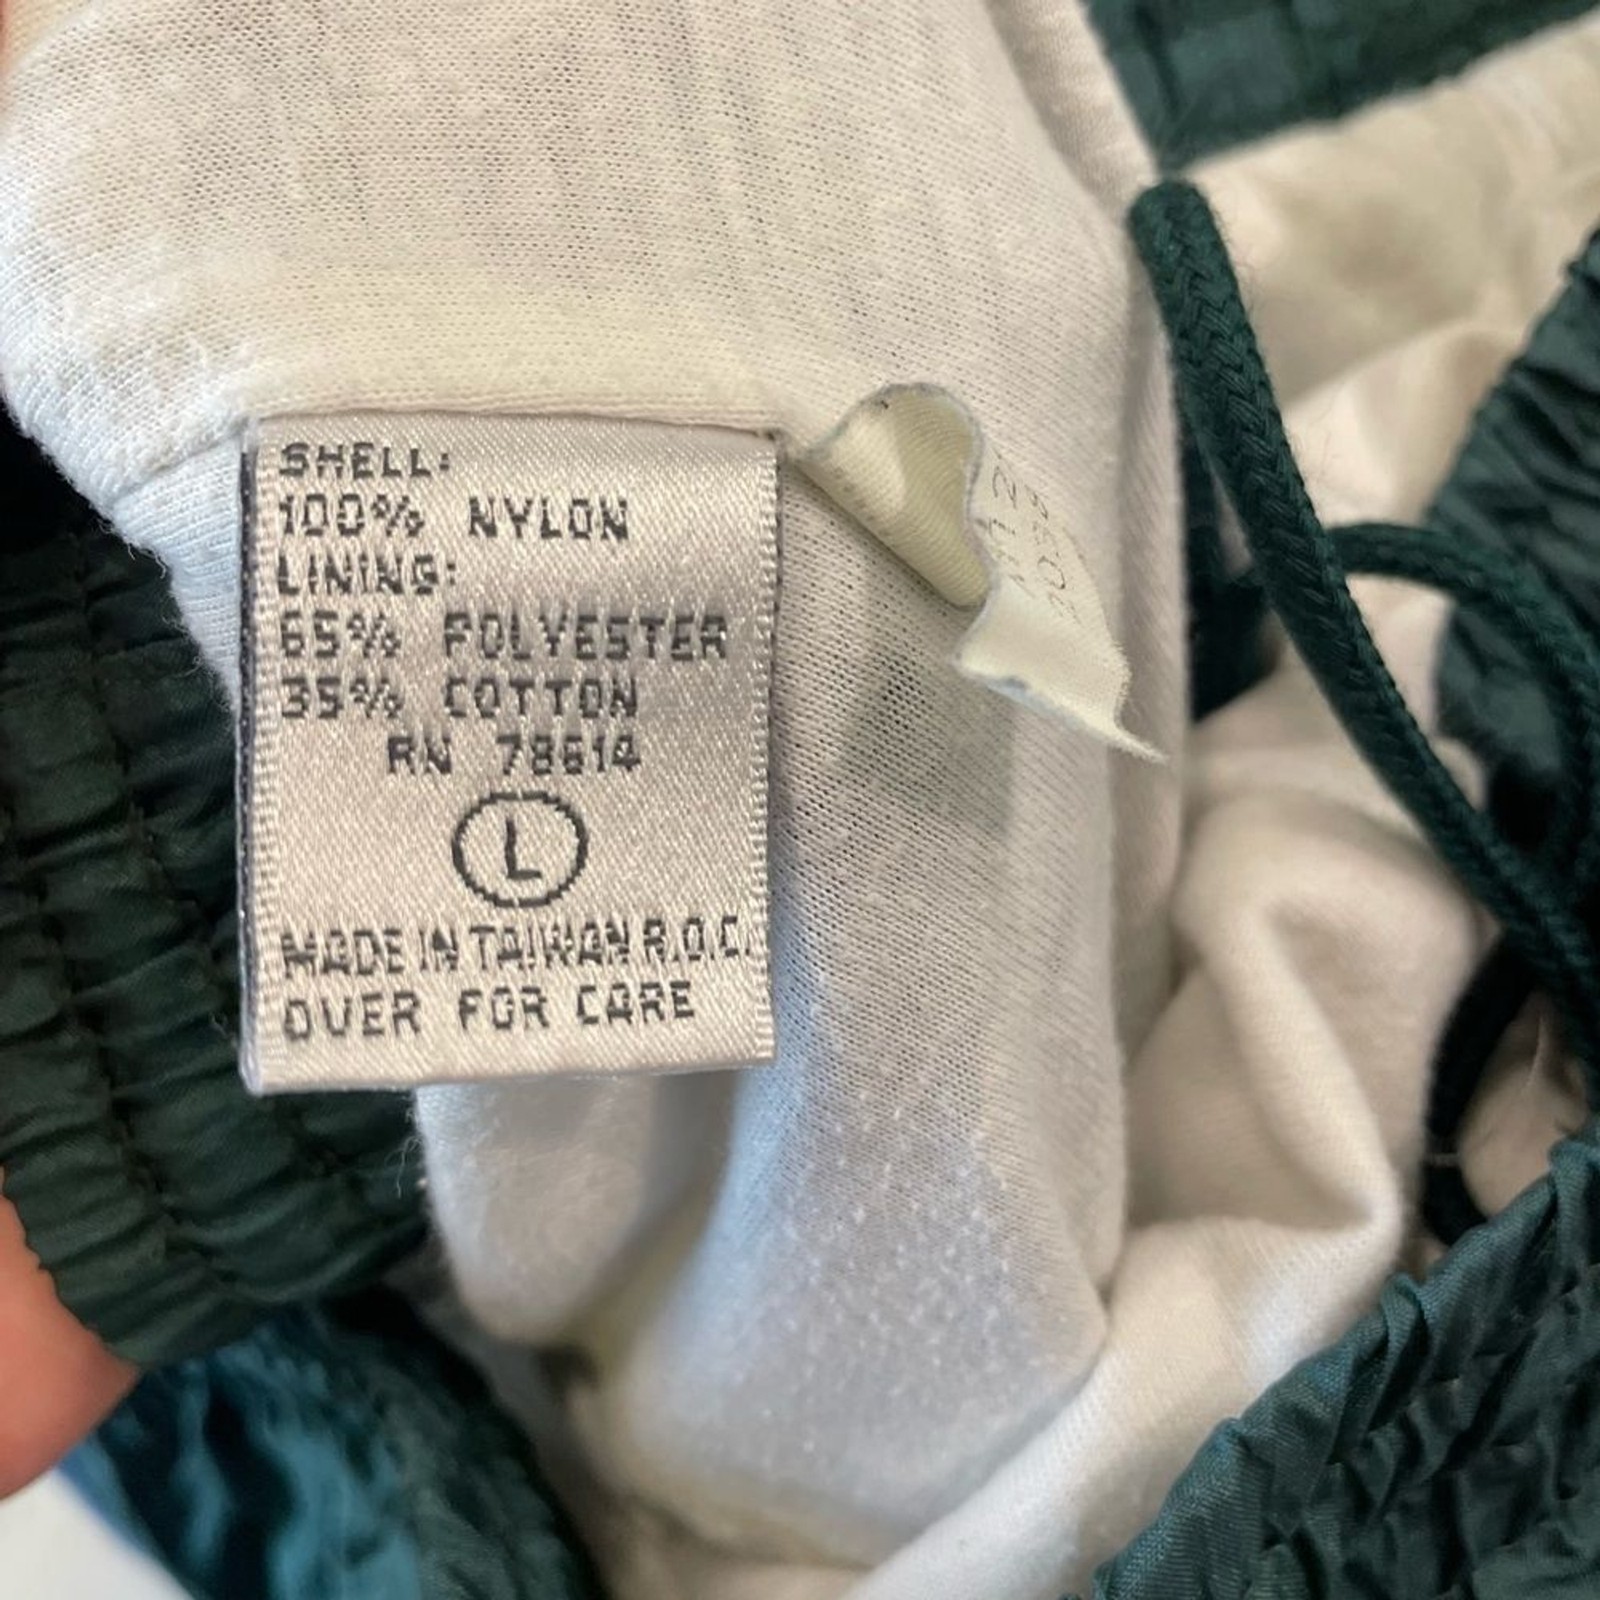 SHELL:
100% NYLON
LINING:
65% POLYESTER
35% COTTON
RN 78614
L
MADE IN TAIWAN R.O.C.
OVER FOR CARE